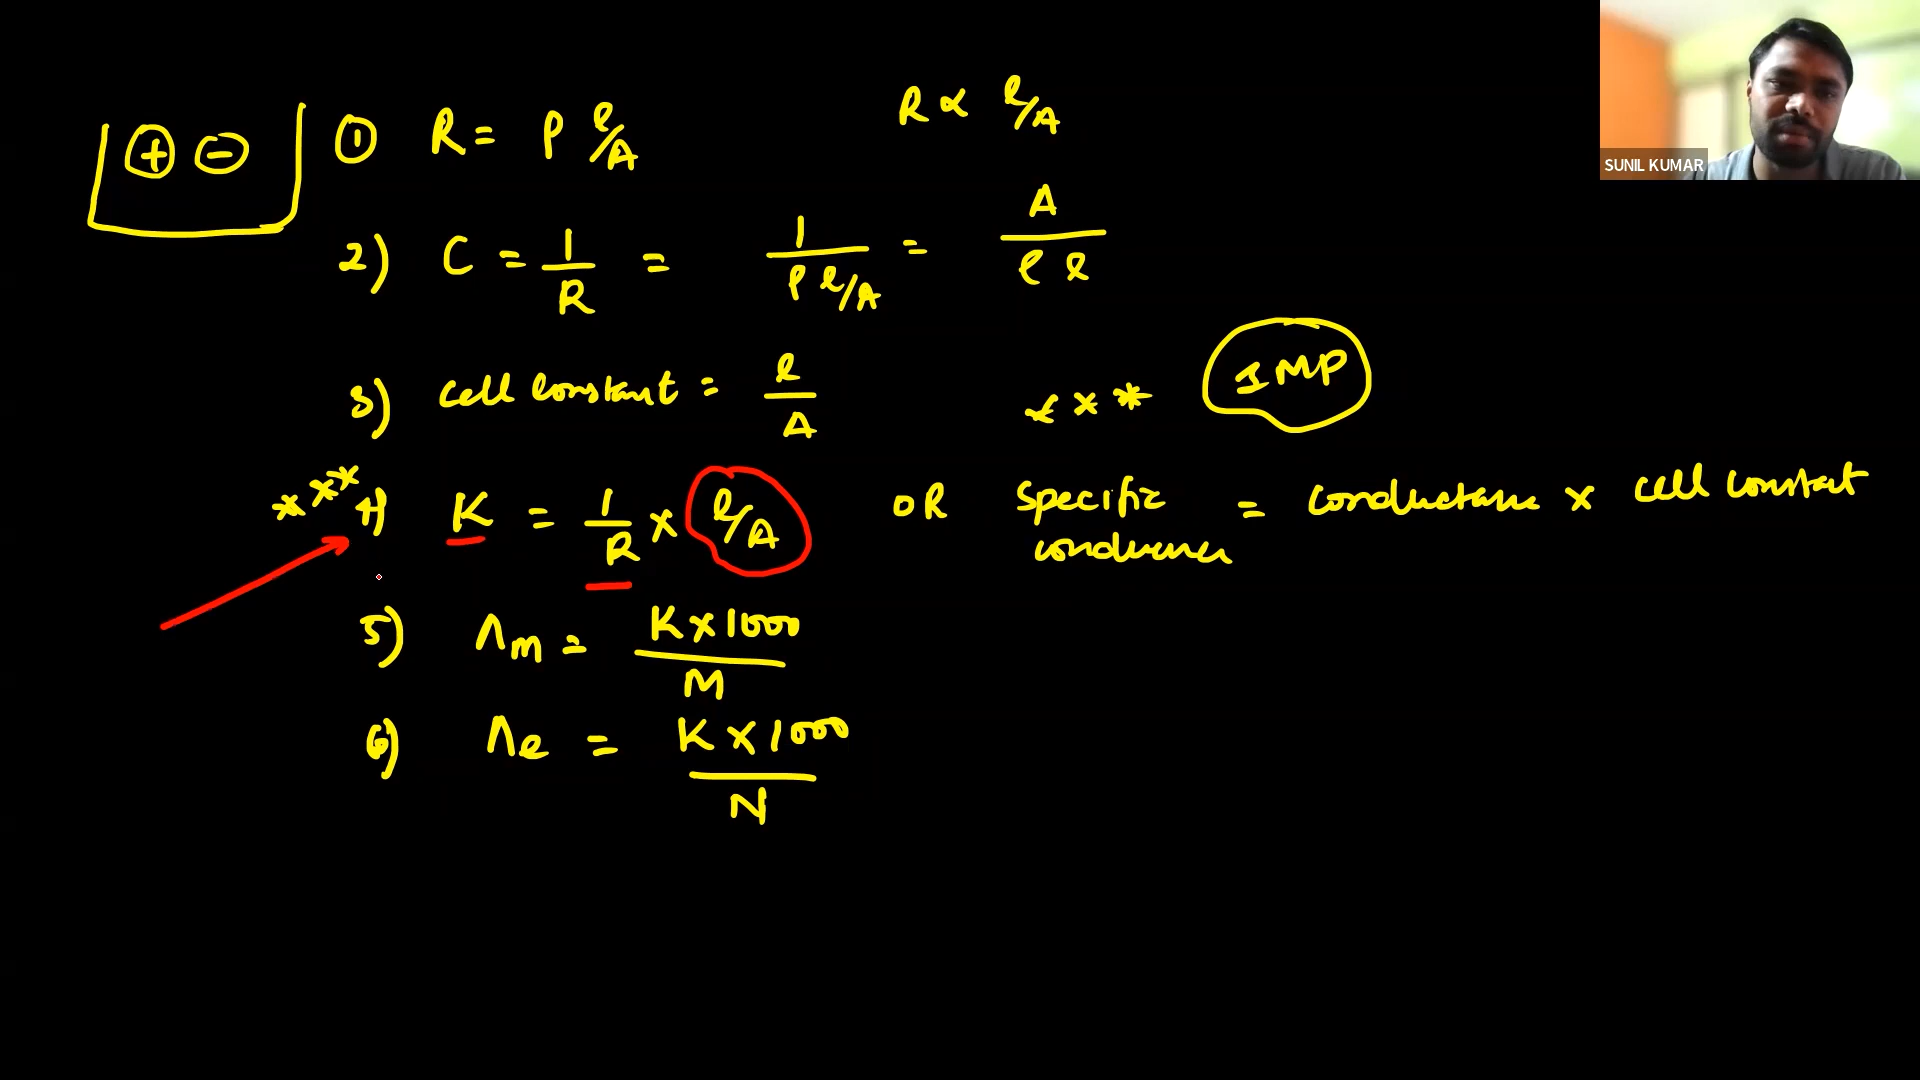 ① R = ρ l/A R ∝ l/A
SUNIL KUMAR
2) C = 1/R = 1/(ρ l/A) = A/(ρ l)
3) cell constant = l/A *** IMP
*** 4) K = 1/R × l/A OR Specific = conductance × cell constant
conductance
5) Λm = K×1000/M
6) Λe = K×1000/N